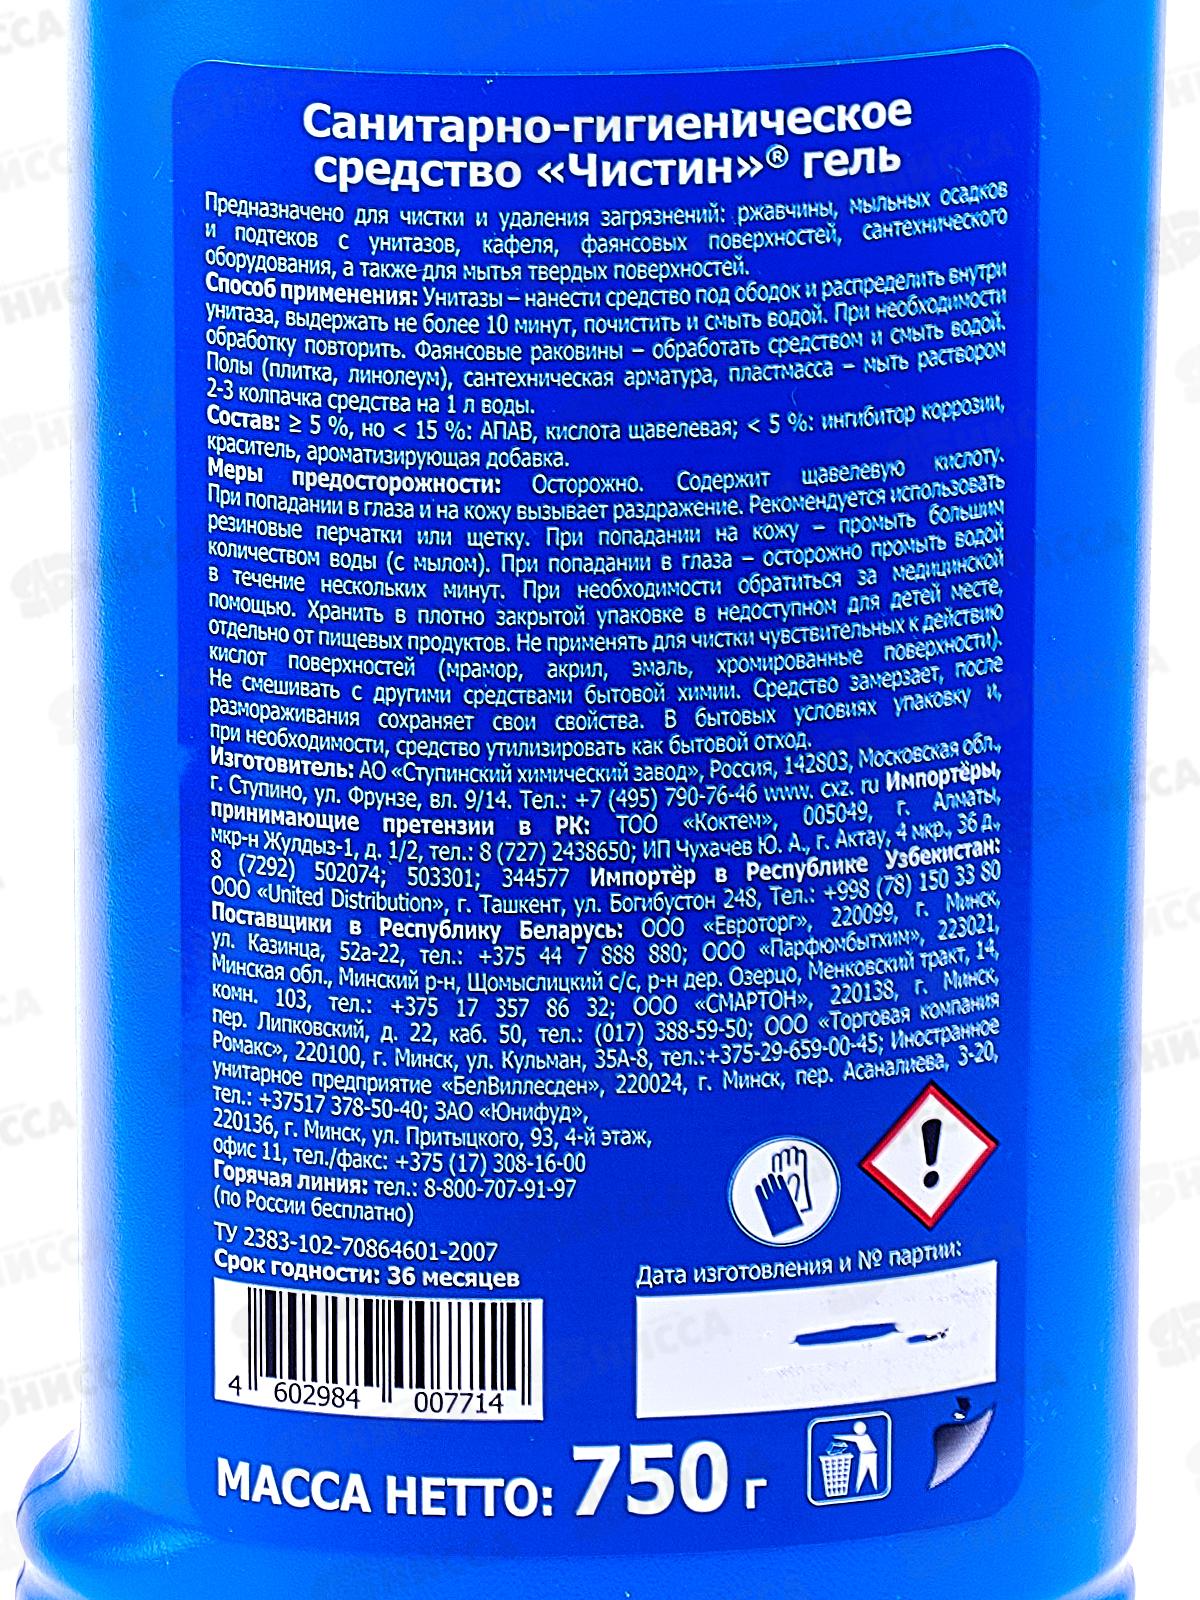 Санитарно-гигиеническое
средство «Чистин»® гель
Предназначено для чистки и удаления загрязнений: ржавчины, мыльных осадков
и подтеков с унитазов, кафеля, фаянсовых поверхностей, сантехнического
оборудования, а также для мытья твердых поверхностей.
Способ применения: Унитазы – нанести средство под ободок и распределить внутри
унитаза, выдержать не более 10 минут, почистить и смыть водой. При необходимости
обработку повторить. Фаянсовые раковины – обработать средством и смыть водой.
Полы (плитка, линолеум), сантехническая арматура, пластмасса – мыть раствором
2-3 колпачка средства на 1 л воды.
Состав: ≥ 5 %, но < 15 %: АПАВ, кислота щавелевая; < 5 %: ингибитор коррозии,
краситель, ароматизирующая добавка.
Меры предосторожности: Осторожно. Содержит щавелевую кислоту.
При попадании в глаза и на кожу вызывает раздражение. Рекомендуется использовать
резиновые перчатки или щетку. При попадании на кожу – промыть большим
количеством воды (с мылом). При попадании в глаза – осторожно промыть водой
в течение нескольких минут. При необходимости обратиться за медицинской
помощью. Хранить в плотно закрытой упаковке в недоступном для детей месте,
отдельно от пищевых продуктов. Не применять для чистки чувствительных к действию
кислот поверхностей (мрамор, акрил, эмаль, хромированные поверхности).
Не смешивать с другими средствами бытовой химии. Средство замерзает, после
размораживания сохраняет свои свойства. В бытовых условиях упаковку и,
при необходимости, средство утилизировать как бытовой отход.
Изготовитель: АО «Ступинский химический завод», Россия, 142803, Московская обл.,
г. Ступино, ул. Фрунзе, вл. 9/14. Тел.: +7 (495) 790-76-46 www. cxz. ru Импортёры,
принимающие претензии в РК: ТОО «Коктем», 005049, г. Алматы,
мкр-н Жулдыз-1, д. 1/2, тел.: 8 (727) 2438650; ИП Чухачев Ю. А., г. Актау, 4 мкр., 36 д.,
8 (7292) 502074; 503301; 344577 Импортёр в Республике Узбекистан:
ООО «United Distribution», г. Ташкент, ул. Богибустон 248, Тел.: +998 (78) 150 33 80
Поставщики в Республику Беларусь: ООО «Евроторг», 220099, г. Минск,
ул. Казинца, 52а-22, тел.: +375 44 7 888 880; ООО «Парфюмбытхим», 223021,
Минская обл., Минский р-н, Щомыслицкий с/с, р-н дер. Озерцо, Менковский тракт, 14,
комн. 103, тел.: +375 17 357 86 32; ООО «СМАРТОН», 220138, г. Минск,
пер. Липковский, д. 22, каб. 50, тел.: (017) 388-59-50; ООО «Торговая компания
Ромакс», 220100, г. Минск, ул. Кульман, 35А-8, тел.:+375-29-659-00-45; Иностранное
унитарное предприятие «БелВиллесден», 220024, г. Минск, пер. Асаналиева, 3-20,
тел.: +37517 378-50-40; ЗАО «Юнифуд»,
220136, г. Минск, ул. Притыцкого, 93, 4-й этаж,
офис 11, тел./факс: +375 (17) 308-16-00
Горячая линия: тел.: 8-800-707-91-97
(по России бесплатно)
ТУ 2383-102-70864601-2007
Срок годности: 36 месяцев
Дата изготовления и № партии:
4 602984 007714
МАССА НЕТТО: 750 г